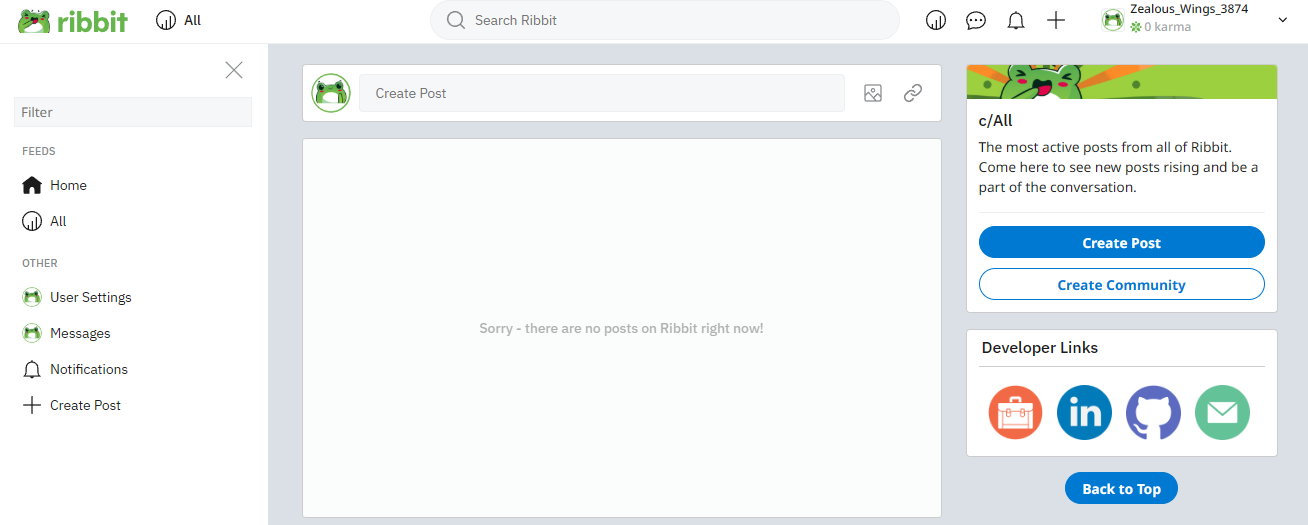 ribbit
All
Search Ribbit
Zealous_Wings_3874
0 karma
Filter
FEEDS
Home
All
OTHER
User Settings
Messages
Notifications
Create Post
Create Post
Sorry - there are no posts on Ribbit right now!
c/All
The most active posts from all of Ribbit.
Come here to see new posts rising and be a
part of the conversation.
Create Post
Create Community
Developer Links
in
Back to Top